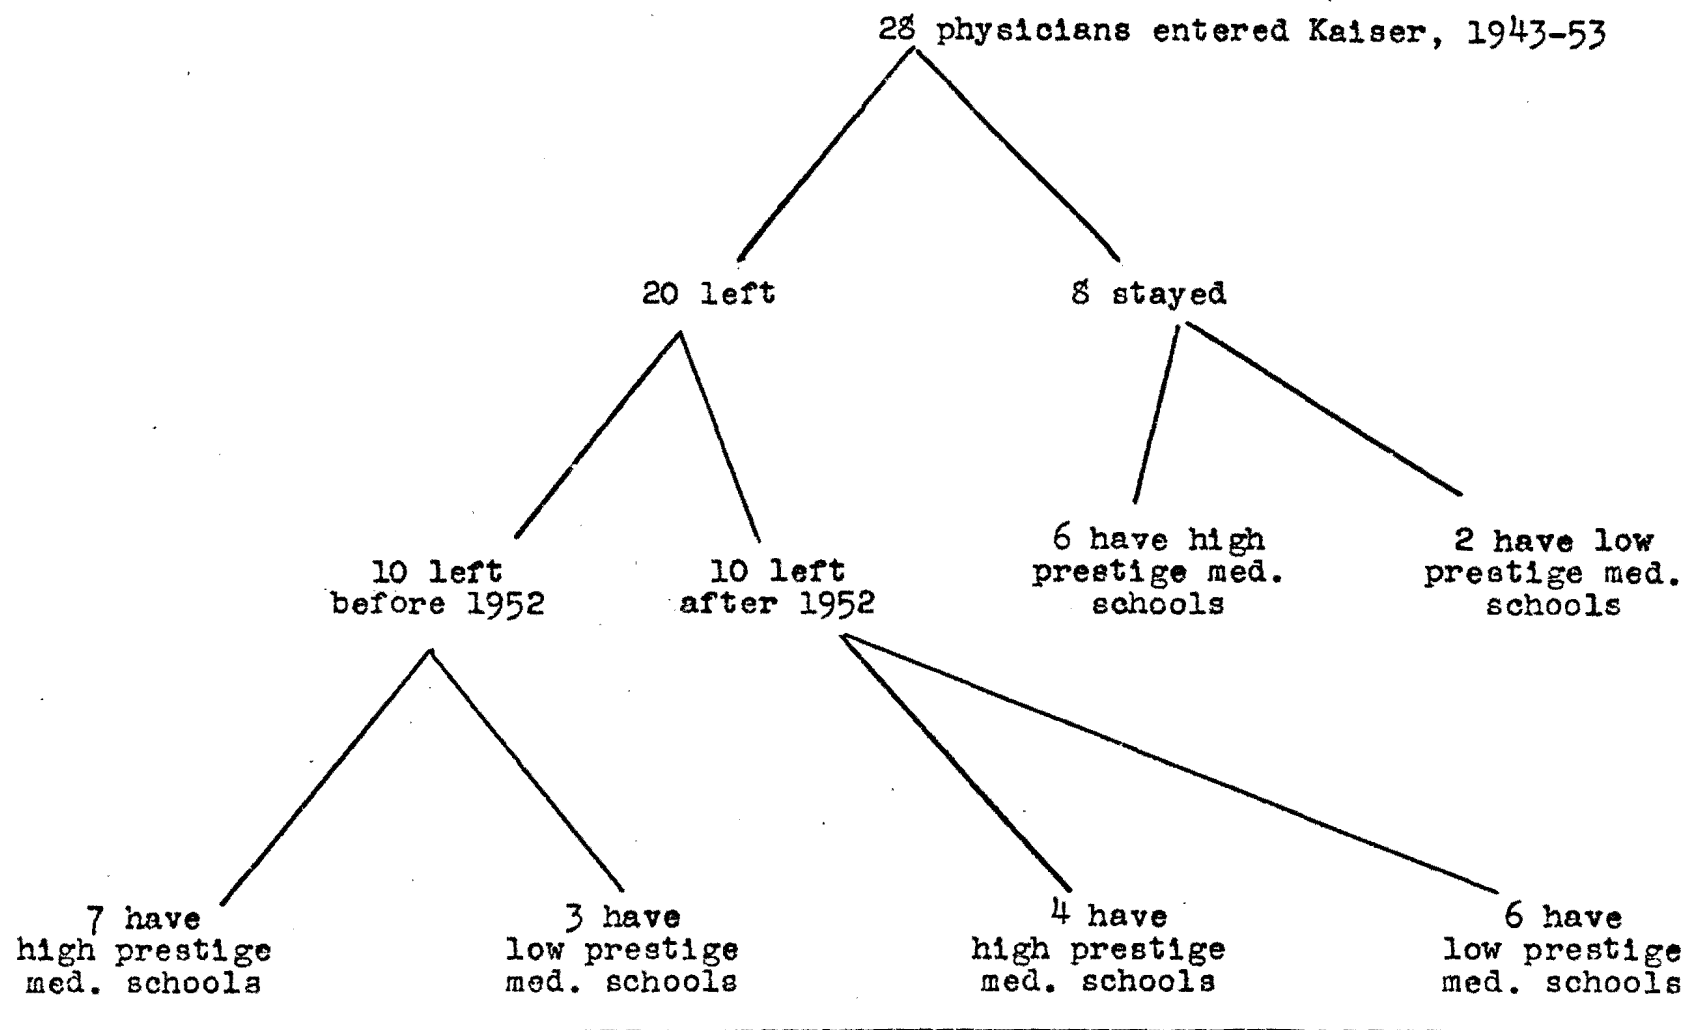 28 physicians entered Kaiser, 1943-53
20 left
8 stayed
6 have high
prestige med.
schools
2 have low
prestige med.
schools
10 left
before 1952
10 left
after 1952
7 have
high prestige
med. schools
3 have
low prestige
med. schools
4 have
high prestige
med. schools
6 have
low prestige
med. schools